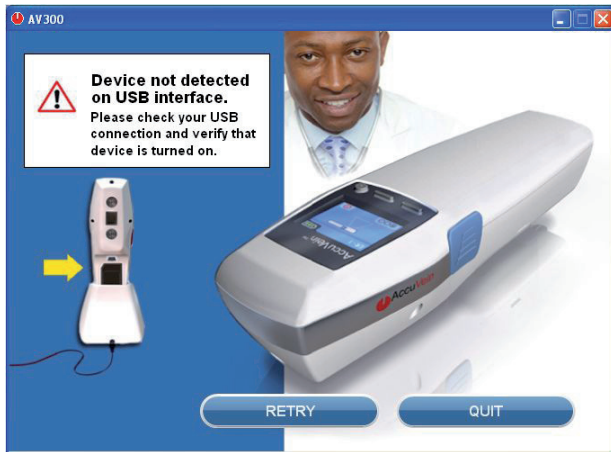 AV300
Device not detected
on USB interface.
Please check your USB
connection and verify that
device is turned on.
AccuVein
AccuVein
RETRY
QUIT